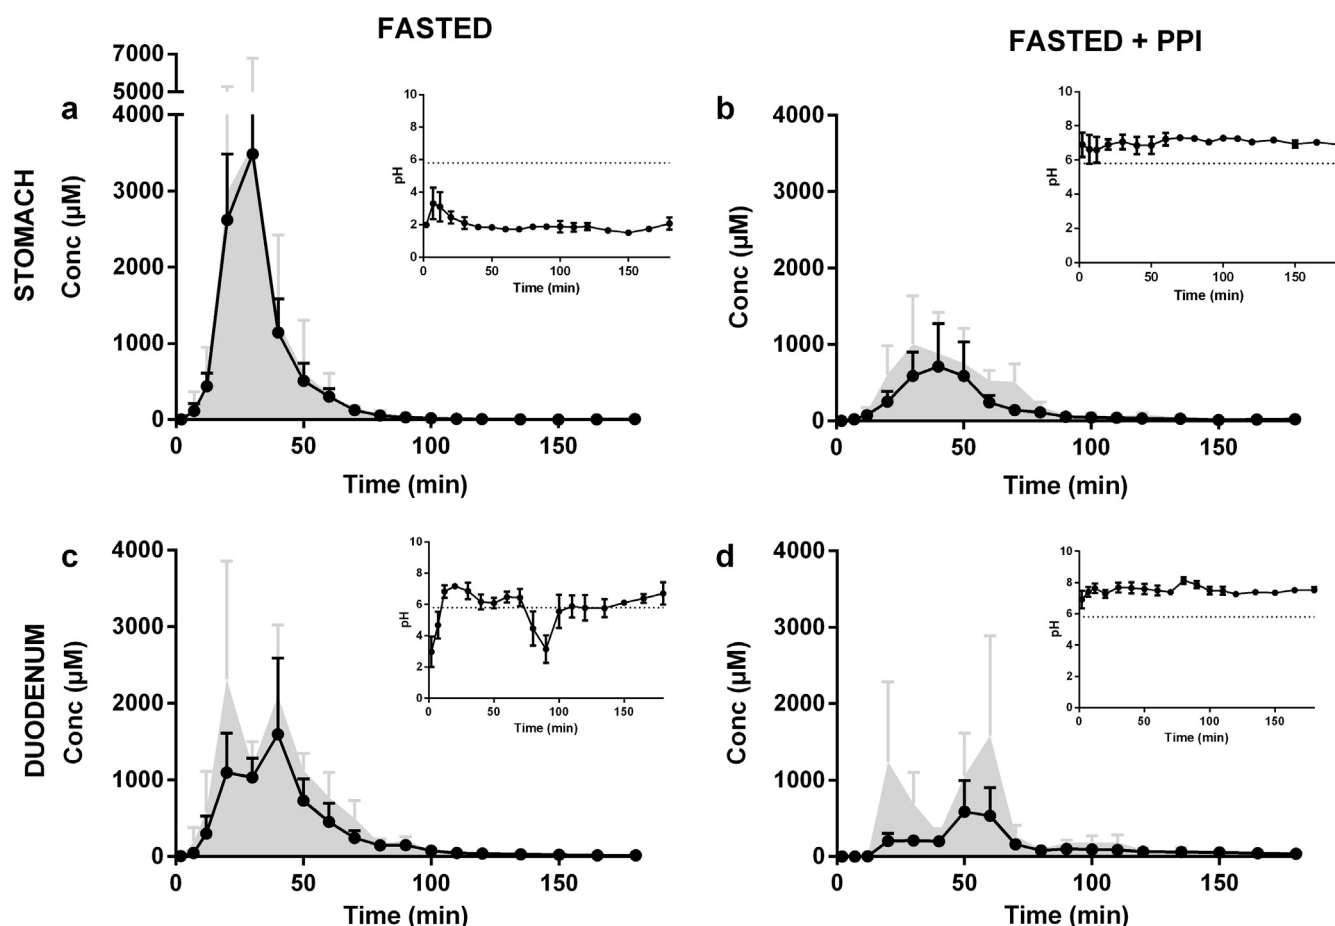 FASTED
FASTED + PPI
STOMACH
DUODENUM
a
Conc (µM)
7000
5000
4000
3000
2000
1000
0
0 50 100 150
Time (min)
pH
10
8
6
4
2
0
0 50 100 150
Time (min)
b
Conc (µM)
4000
3000
2000
1000
0
0 50 100 150
Time (min)
pH
10
8
6
4
2
0
0 50 100 150
Time (min)
c
Conc (µM)
4000
3000
2000
1000
0
0 50 100 150
Time (min)
pH
10
8
6
4
2
0
0 50 100 150
Time (min)
d
Conc (µM)
4000
3000
2000
1000
0
0 50 100 150
Time (min)
pH
10
8
6
4
2
0
0 50 100 150
Time (min)